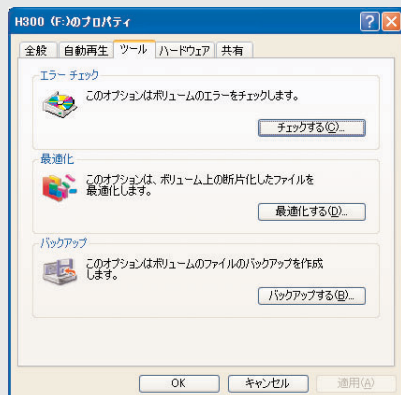 H300 (F:)のプロパティ
全般 自動再生 ツール ハードウェア 共有
エラー チェック
このオプションはボリュームのエラーをチェックします。
チェックする(C)...
最適化
このオプションは、ボリューム上の断片化したファイルを
最適化します。
最適化する(D)...
バックアップ
このオプションはボリュームのファイルのバックアップを作成
します。
バックアップする(B)...
OK キャンセル 適用(A)